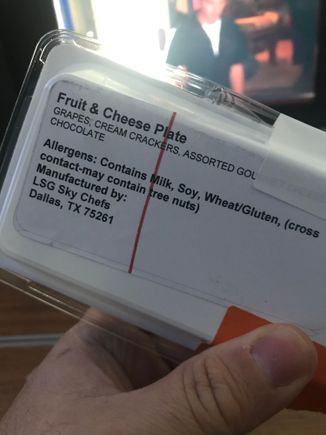 Fruit & Cheese Plate
GRAPES, CREAM CRACKERS, ASSORTED
CHOCOLATE
Allergens: Contains Milk, Soy, Wheat/Gluten, (cross
contact-may contain tree nuts)
Manufactured by:
LSG Sky Chefs
Dallas, TX 75261